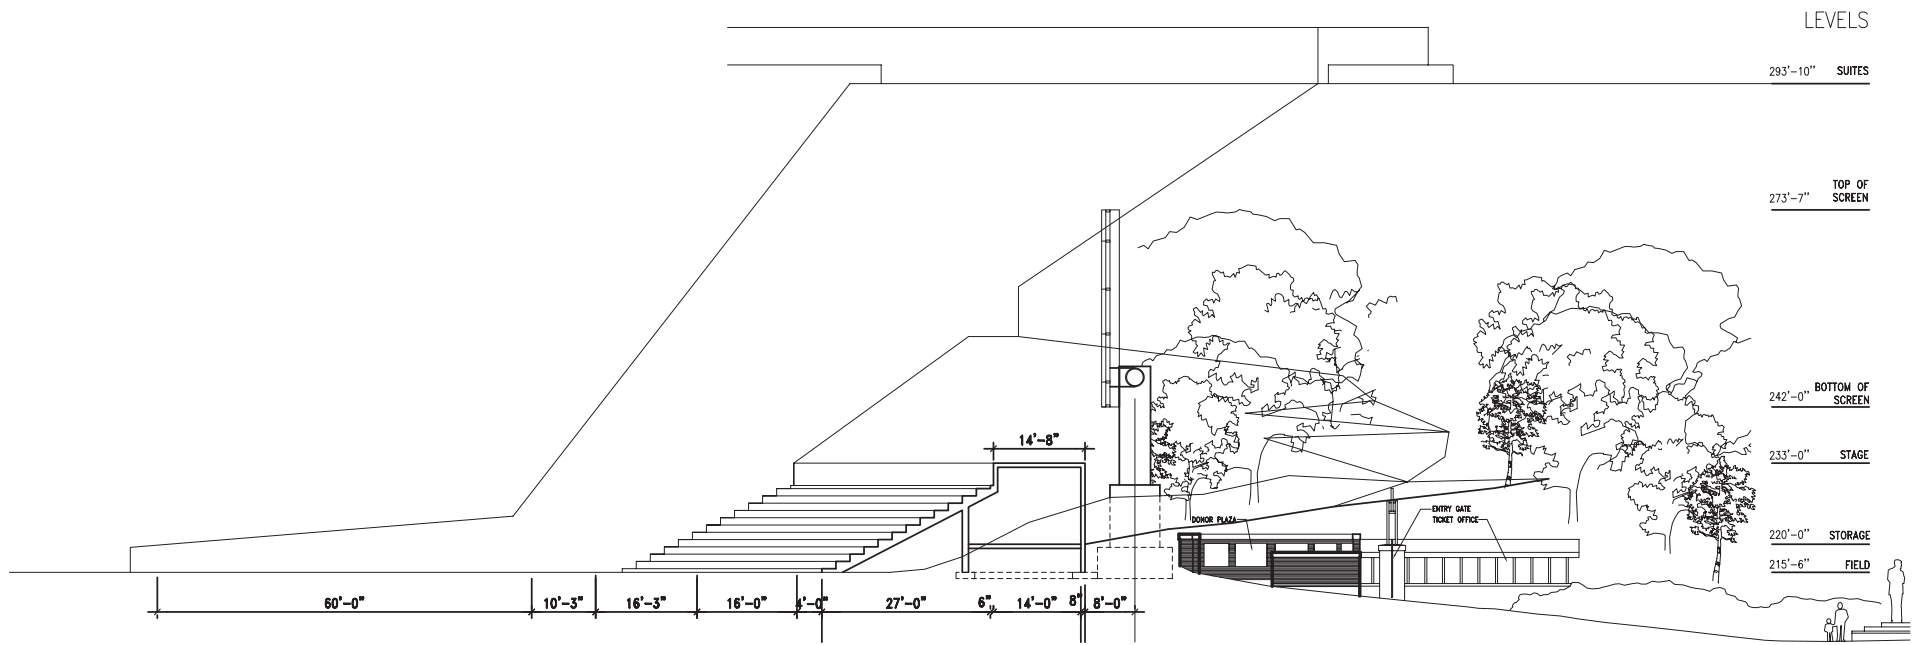 LEVELS
293'-10" SUITES
TOP OF
273'-7" SCREEN
BOTTOM OF
242'-0" SCREEN
14'-8"
233'-0" STAGE
ENTRY GATE
DONOR PLAZA
TICKET OFFICE
220'-0" STORAGE
215'-6" FIELD
60'-0" 10'-3" 16'-3" 16'-0" 4'-0" 27'-0" 6" 14'-0" 8" 8'-0"